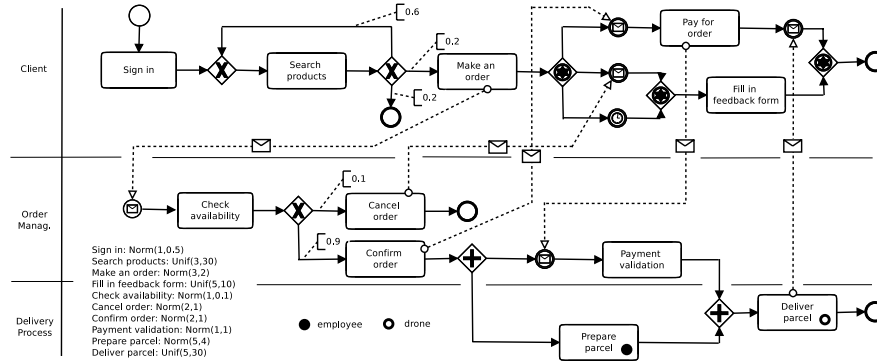 0.6
Client
Sign in
Search
products
0.2
0.2
Make an
order
Pay for
order
Fill in
feedback form
Order
Manag.
Check
availability
0.1
0.9
Cancel
order
Confirm
order
Payment
validation
Sign in: Norm(1,0.5)
Search products: Unif(3,30)
Make an order: Norm(3,2)
Fill in feedback form: Unif(5,10)
Check availability: Norm(1,0.1)
Cancel order: Norm(2,1)
Confirm order: Norm(2,1)
Payment validation: Norm(1,1)
Prepare parcel: Norm(5,4)
Deliver parcel: Unif(5,30)
Delivery
Process
employee
drone
Prepare
parcel
Deliver
parcel